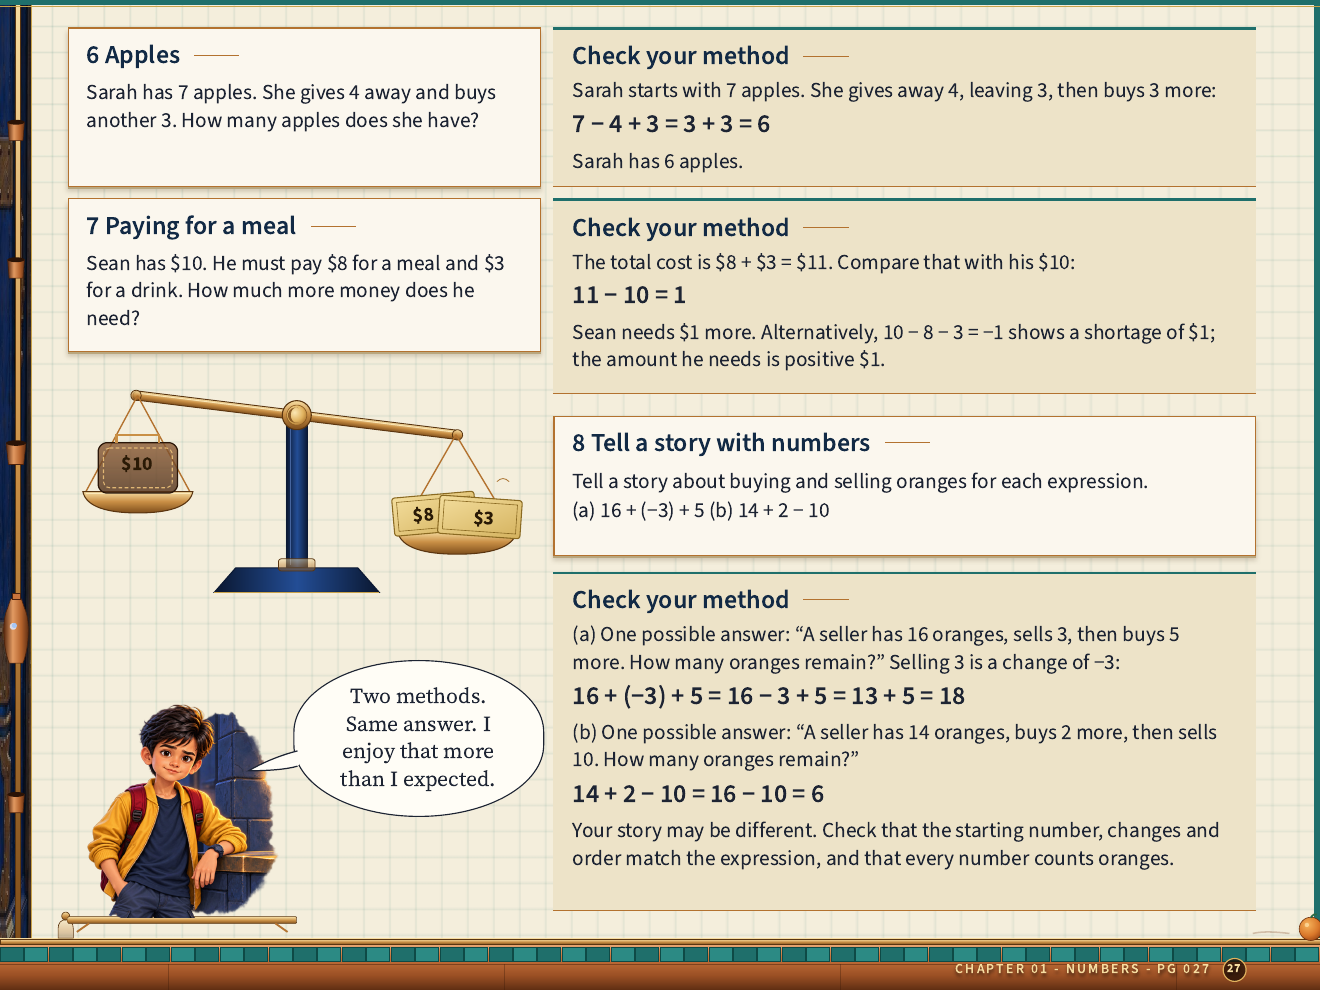 6 Apples
Sarah has 7 apples. She gives 4 away and buys
another 3. How many apples does she have?
Check your method
Sarah starts with 7 apples. She gives away 4, leaving 3, then buys 3 more:
7 − 4 + 3 = 3 + 3 = 6
Sarah has 6 apples.
7 Paying for a meal
Sean has $10. He must pay $8 for a meal and $3
for a drink. How much more money does he
need?
Check your method
The total cost is $8 + $3 = $11. Compare that with his $10:
11 − 10 = 1
Sean needs $1 more. Alternatively, 10 − 8 − 3 = −1 shows a shortage of $1;
the amount he needs is positive $1.
$10
$8
$3
8 Tell a story with numbers
Tell a story about buying and selling oranges for each expression.
(a) 16 + (−3) + 5 (b) 14 + 2 − 10
Check your method
(a) One possible answer: “A seller has 16 oranges, sells 3, then buys 5
more. How many oranges remain?” Selling 3 is a change of −3:
16 + (−3) + 5 = 16 − 3 + 5 = 13 + 5 = 18
(b) One possible answer: “A seller has 14 oranges, buys 2 more, then sells
10. How many oranges remain?”
14 + 2 − 10 = 16 − 10 = 6
Your story may be different. Check that the starting number, changes and
order match the expression, and that every number counts oranges.
Two methods.
Same answer. I
enjoy that more
than I expected.
CHAPTER 01 - NUMBERS - PG 027 27